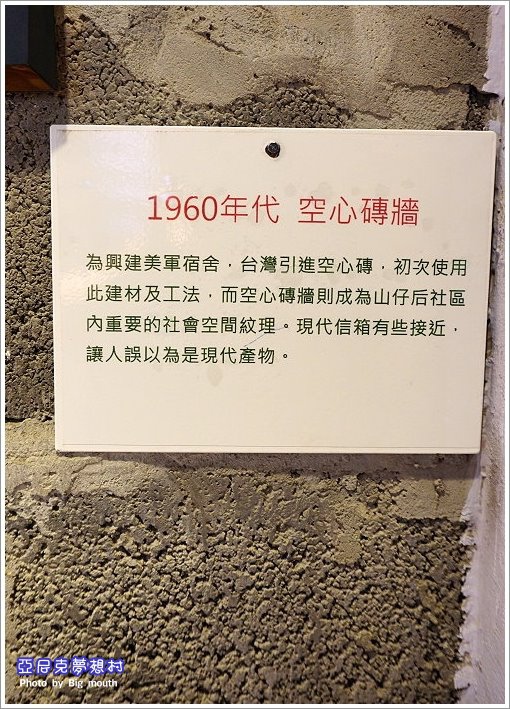 1960年代 空心磚牆
為興建美軍宿舍，台灣引進空心磚，初次使用
此建材及工法，而空心磚牆則成為山仔后社區
內重要的社會空間紋理。現代信箱有些接近，
讓人誤以為是現代產物。
亞尼克夢想村
Photo by Big mouth